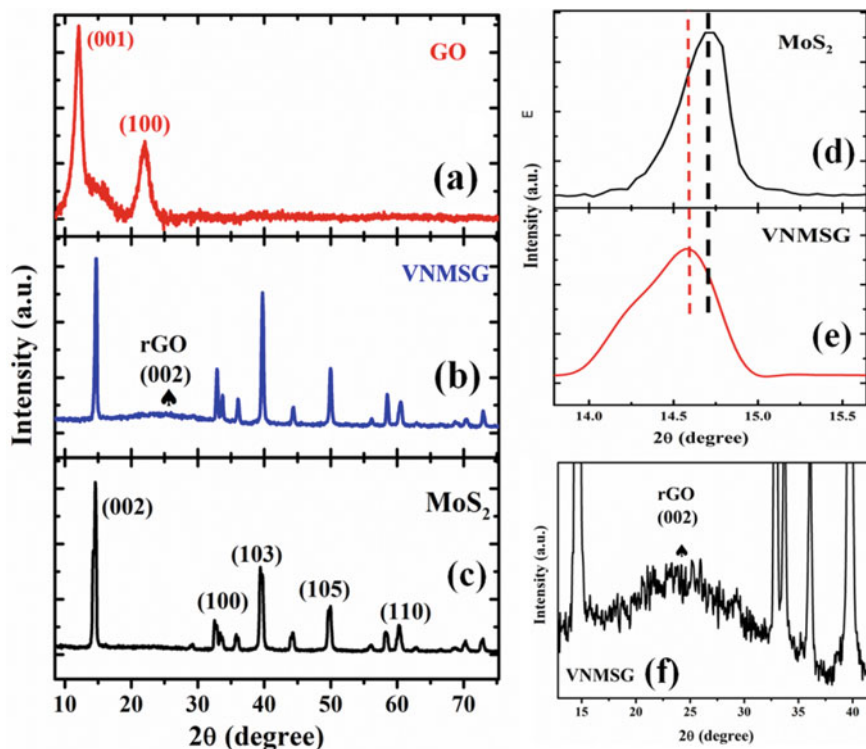 (001)
GO
(100)
(a)
VNMSG
rGO
(002)
♠
(b)
MoS2
(002)
(103)
(100)
(105)
(110)
(c)
10 20 30 40 50 60 70
2θ (degree)
Intensity (a.u.)
E
MoS2
(d)
VNMSG
(e)
Intensity (a.u.)
14.0 14.5 15.0 15.5
2θ (degree)
rGO
(002)
♠
VNMSG (f)
Intensity (a.u.)
15 20 25 30 35 40
2θ (degree)